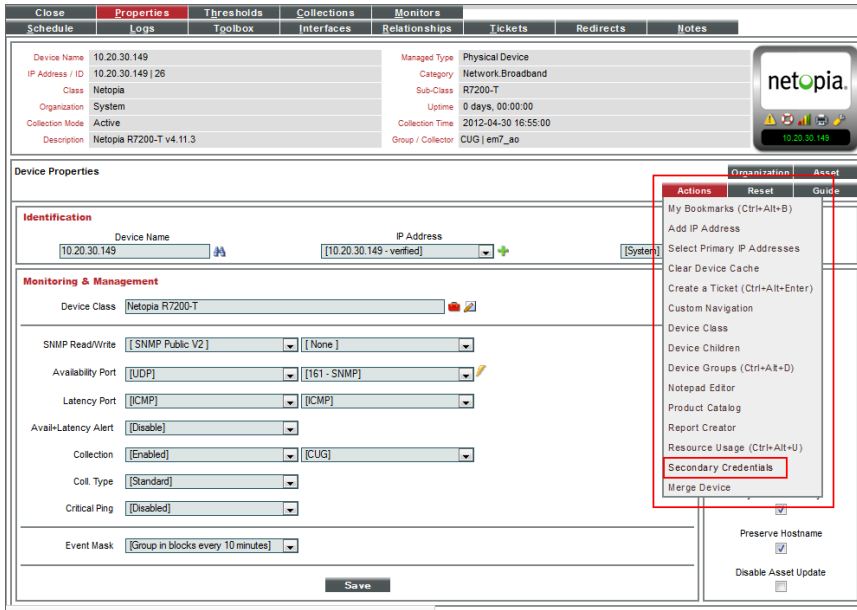 Close Properties Thresholds Collections Monitors
Schedule Logs Toolbox Interfaces Relationships Tickets Redirects Notes
Device Name 10.20.30.149 Managed Type Physical Device
IP Address / ID 10.20.30.149 | 26 Category Network.Broadband
Class Netopia Sub-Class R7200-T
Organization System Uptime 0 days, 00:00:00
Collection Mode Active Collection Time 2012-04-30 16:55:00
Description Netopia R7200-T v4.11.3 Group / Collector CUG | em7_ao
netopia.
10.20.30.149
Device Properties Organization Asset
Actions Reset Guide
My Bookmarks (Ctrl+Alt+B)
Add IP Address
Select Primary IP Addresses
Clear Device Cache
Create a Ticket (Ctrl+Alt+Enter)
Custom Navigation
Device Class
Device Children
Device Groups (Ctrl+Alt+D)
Notepad Editor
Product Catalog
Report Creator
Resource Usage (Ctrl+Alt+U)
Secondary Credentials
Merge Device
Identification
Device Name IP Address
10.20.30.149 [10.20.30.149 - verified] [System]
Monitoring & Management
Device Class Netopia R7200-T
SNMP Read/Write [ SNMP Public V2 ] [ None ]
Availability Port [UDP] [161 - SNMP]
Latency Port [ICMP] [ICMP]
Avail+Latency Alert [Disable]
Collection [Enabled] [CUG]
Coll. Type [Standard]
Critical Ping [Disabled]
Event Mask [Group in blocks every 10 minutes]
Preserve Hostname
Disable Asset Update
Save